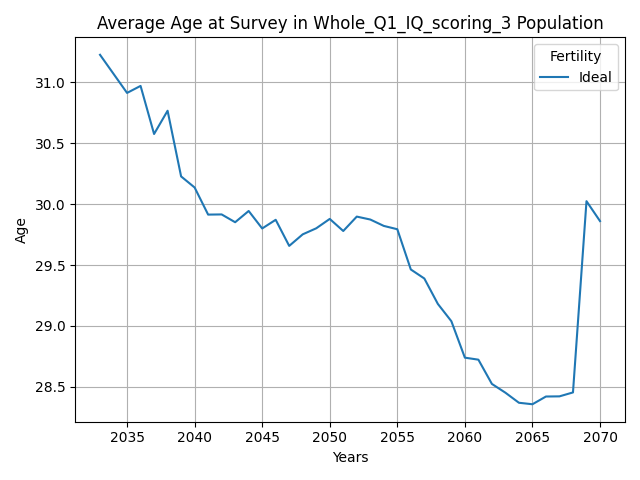 Average Age at Survey in Whole_Q1_IQ_scoring_3 Population
Fertility
Ideal
Age
31.0
30.5
30.0
29.5
29.0
28.5
2035 2040 2045 2050 2055 2060 2065 2070
Years